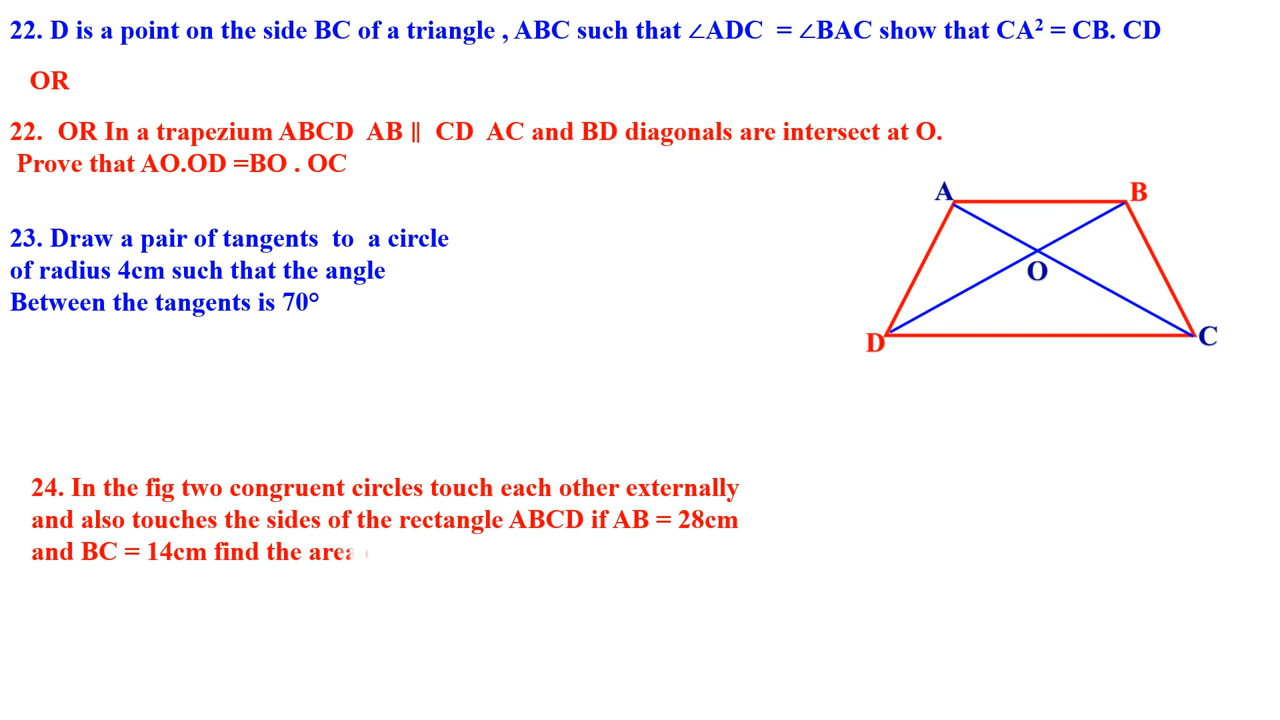 22. D is a point on the side BC of a triangle , ABC such that ∠ADC = ∠BAC show that CA² = CB. CD
OR
22. OR In a trapezium ABCD AB ∥ CD AC and BD diagonals are intersect at O.
Prove that AO.OD =BO . OC
A
B
23. Draw a pair of tangents to a circle
of radius 4cm such that the angle
Between the tangents is 70°
O
D
C
24. In the fig two congruent circles touch each other externally
and also touches the sides of the rectangle ABCD if AB = 28cm
and BC = 14cm find the area